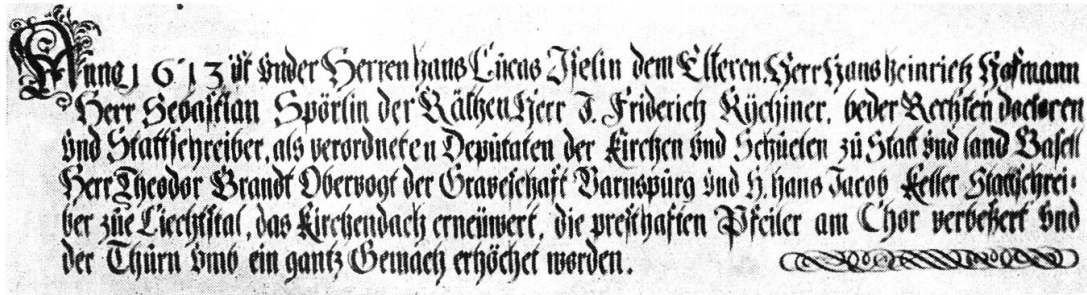 Anno 1613 ist under Herren Hans Lucas Iselin dem Elteren, Herr Hans Heinrich Hofmann
Herr Sebastian Spörlin der Räthen Herr J. Friderich Rÿchiner, beder Rechten doctoren
und Stattschreiber, als verordneten Deputaten der Kirchen und Schuelen zu Statt und land Basell
Herr Theodor Brandt Obervogt der Graveschaft Varnspurg und H. Hans Jacob Keller Stattschrei-
ber zue Liechtstal, das Kirchendach erneuwert, die presthaften Pfeiler am Chor verbessert und
der Thurn umb ein gantz Gemach erhöchet worden.